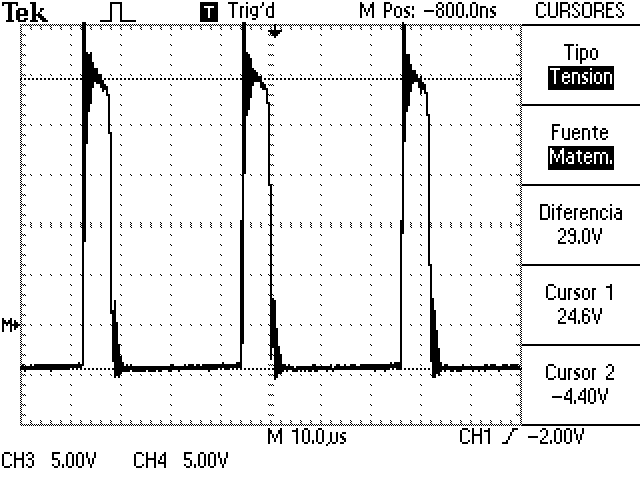 Tek T Trig'd M Pos: -800.0ns CURSORES
Tipo
Tension
Fuente
Matem.
Diferencia
29.0V
Cursor 1
24.6V
Cursor 2
-4.40V
M
M 10.0µs CH1 -2.00V
CH3 5.00V CH4 5.00V